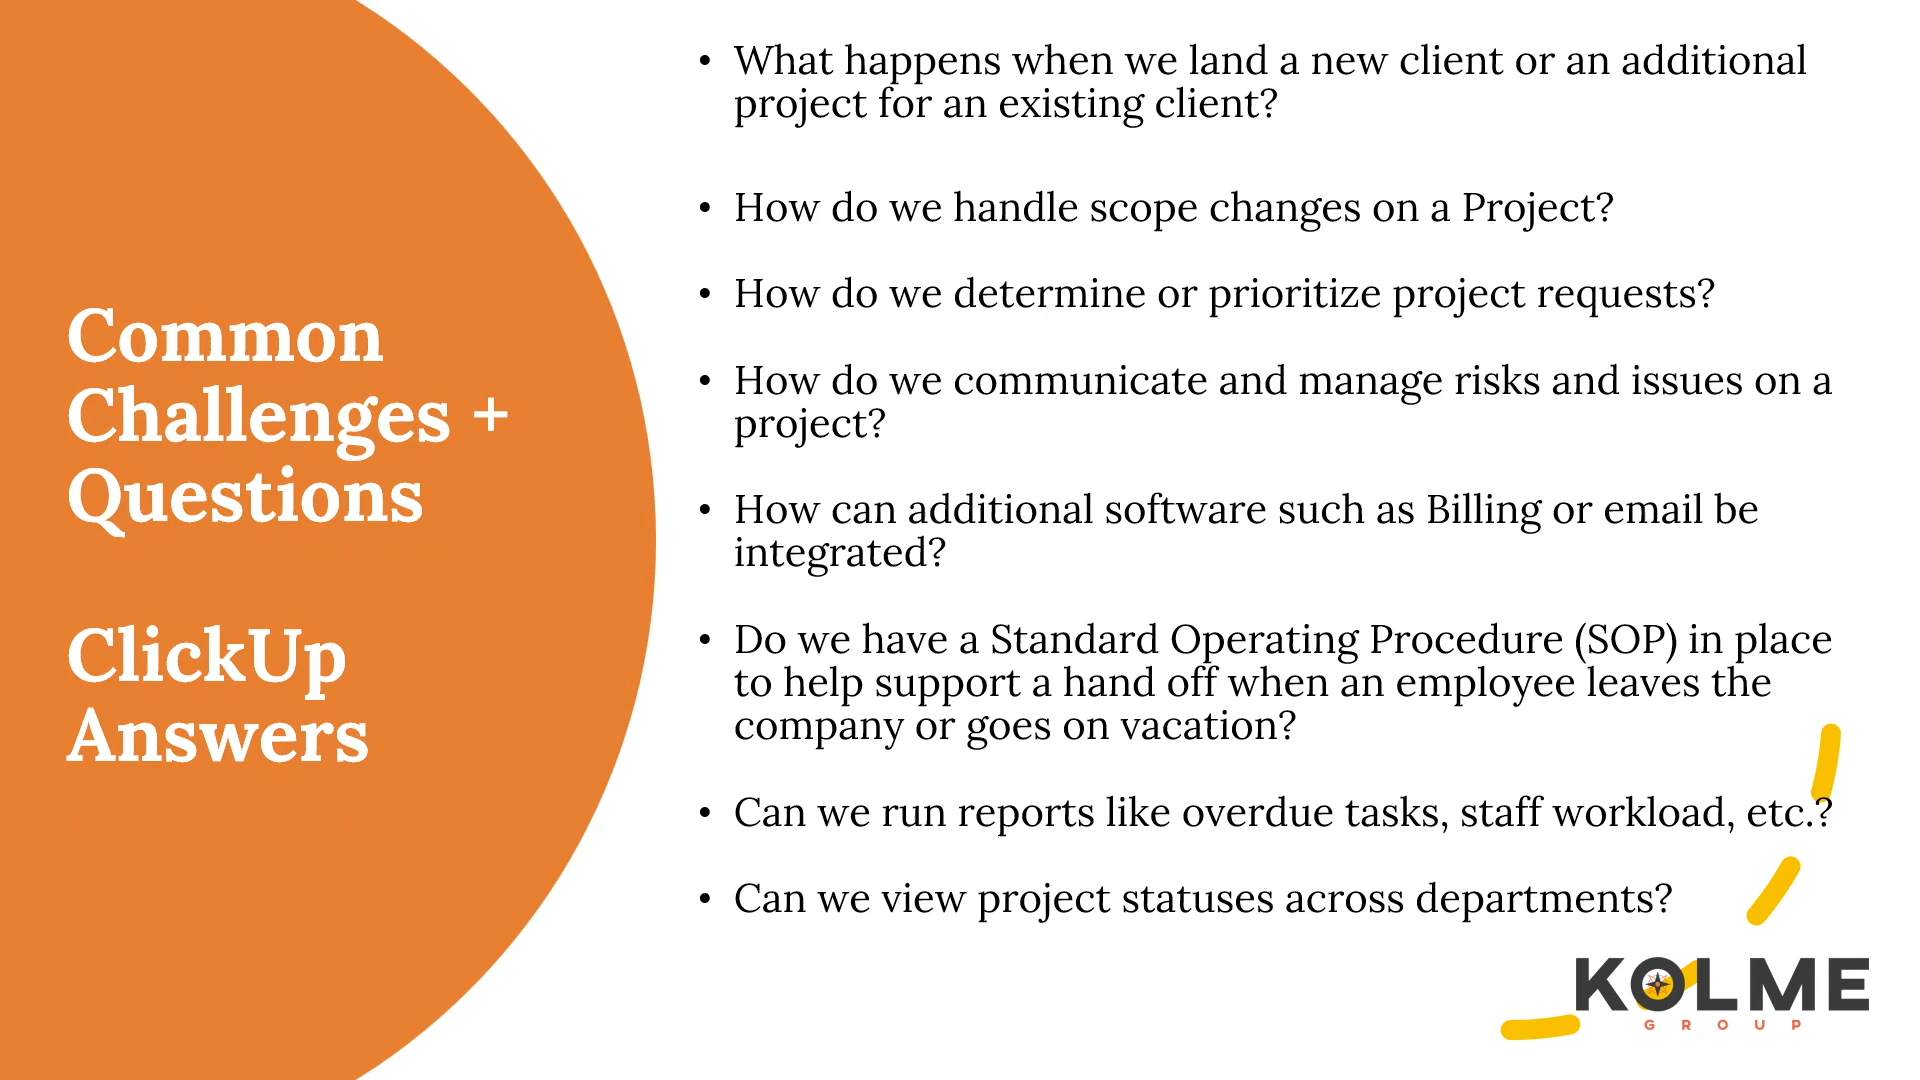 Common
Challenges +
Questions
ClickUp
Answers
• What happens when we land a new client or an additional
project for an existing client?
• How do we handle scope changes on a Project?
• How do we determine or prioritize project requests?
• How do we communicate and manage risks and issues on a
project?
• How can additional software such as Billing or email be
integrated?
• Do we have a Standard Operating Procedure (SOP) in place
to help support a hand off when an employee leaves the
company or goes on vacation?
• Can we run reports like overdue tasks, staff workload, etc.?
• Can we view project statuses across departments?
KOLME
GROUP